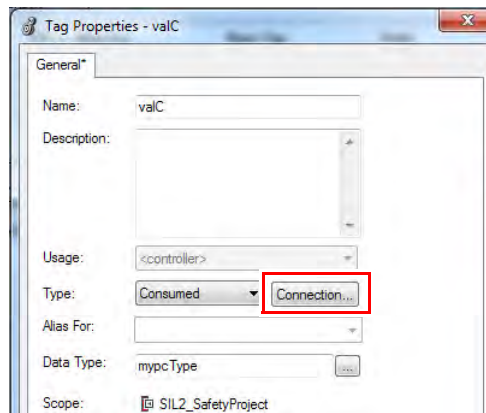 Tag Properties - valC
General*
Name: valC
Description:
Usage: <controller>
Type: Consumed Connection...
Alias For:
Data Type: mypcType ...
Scope: SIL2_SafetyProject